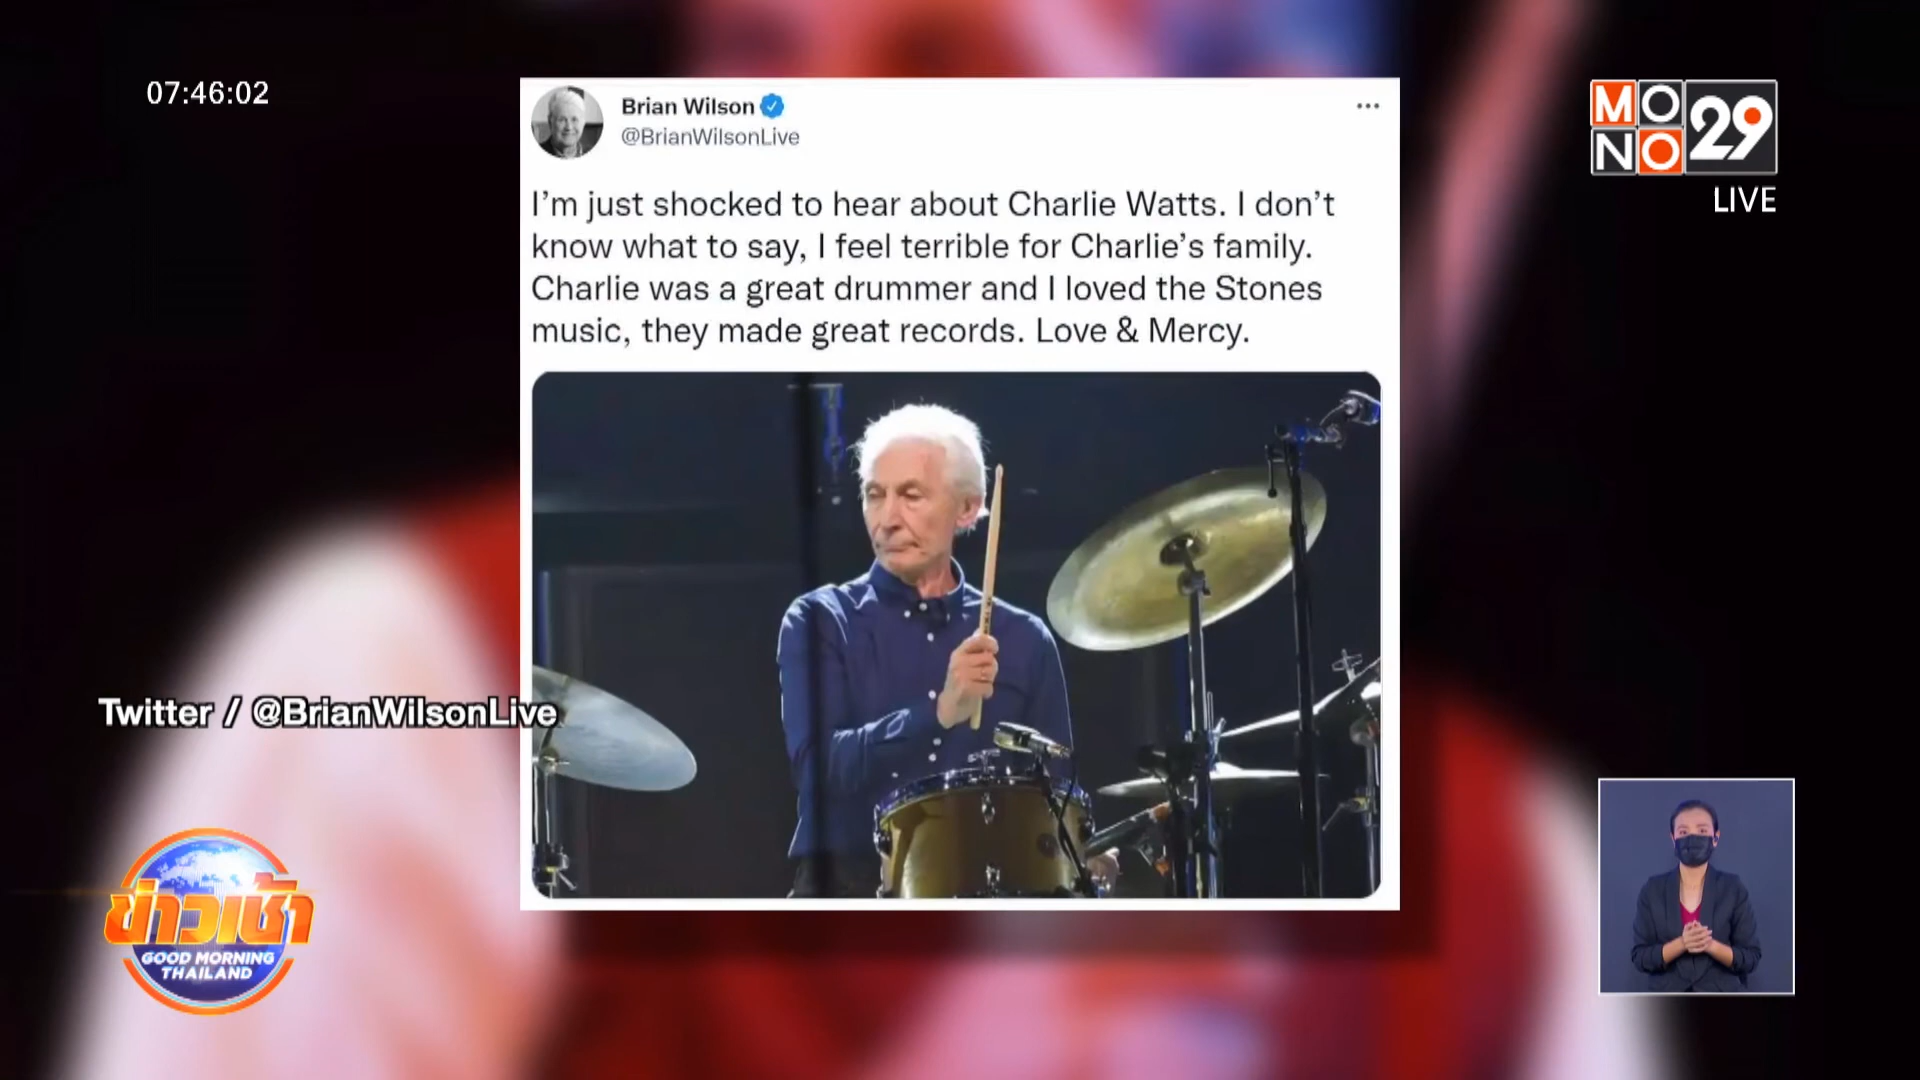 07:46:02
Brian Wilson
@BrianWilsonLive
I'm just shocked to hear about Charlie Watts. I don't
know what to say, I feel terrible for Charlie's family.
Charlie was a great drummer and I loved the Stones
music, they made great records. Love & Mercy.
MONO 29
LIVE
Twitter / @BrianWilsonLive
ข่าวเช้า
GOOD MORNING
THAILAND